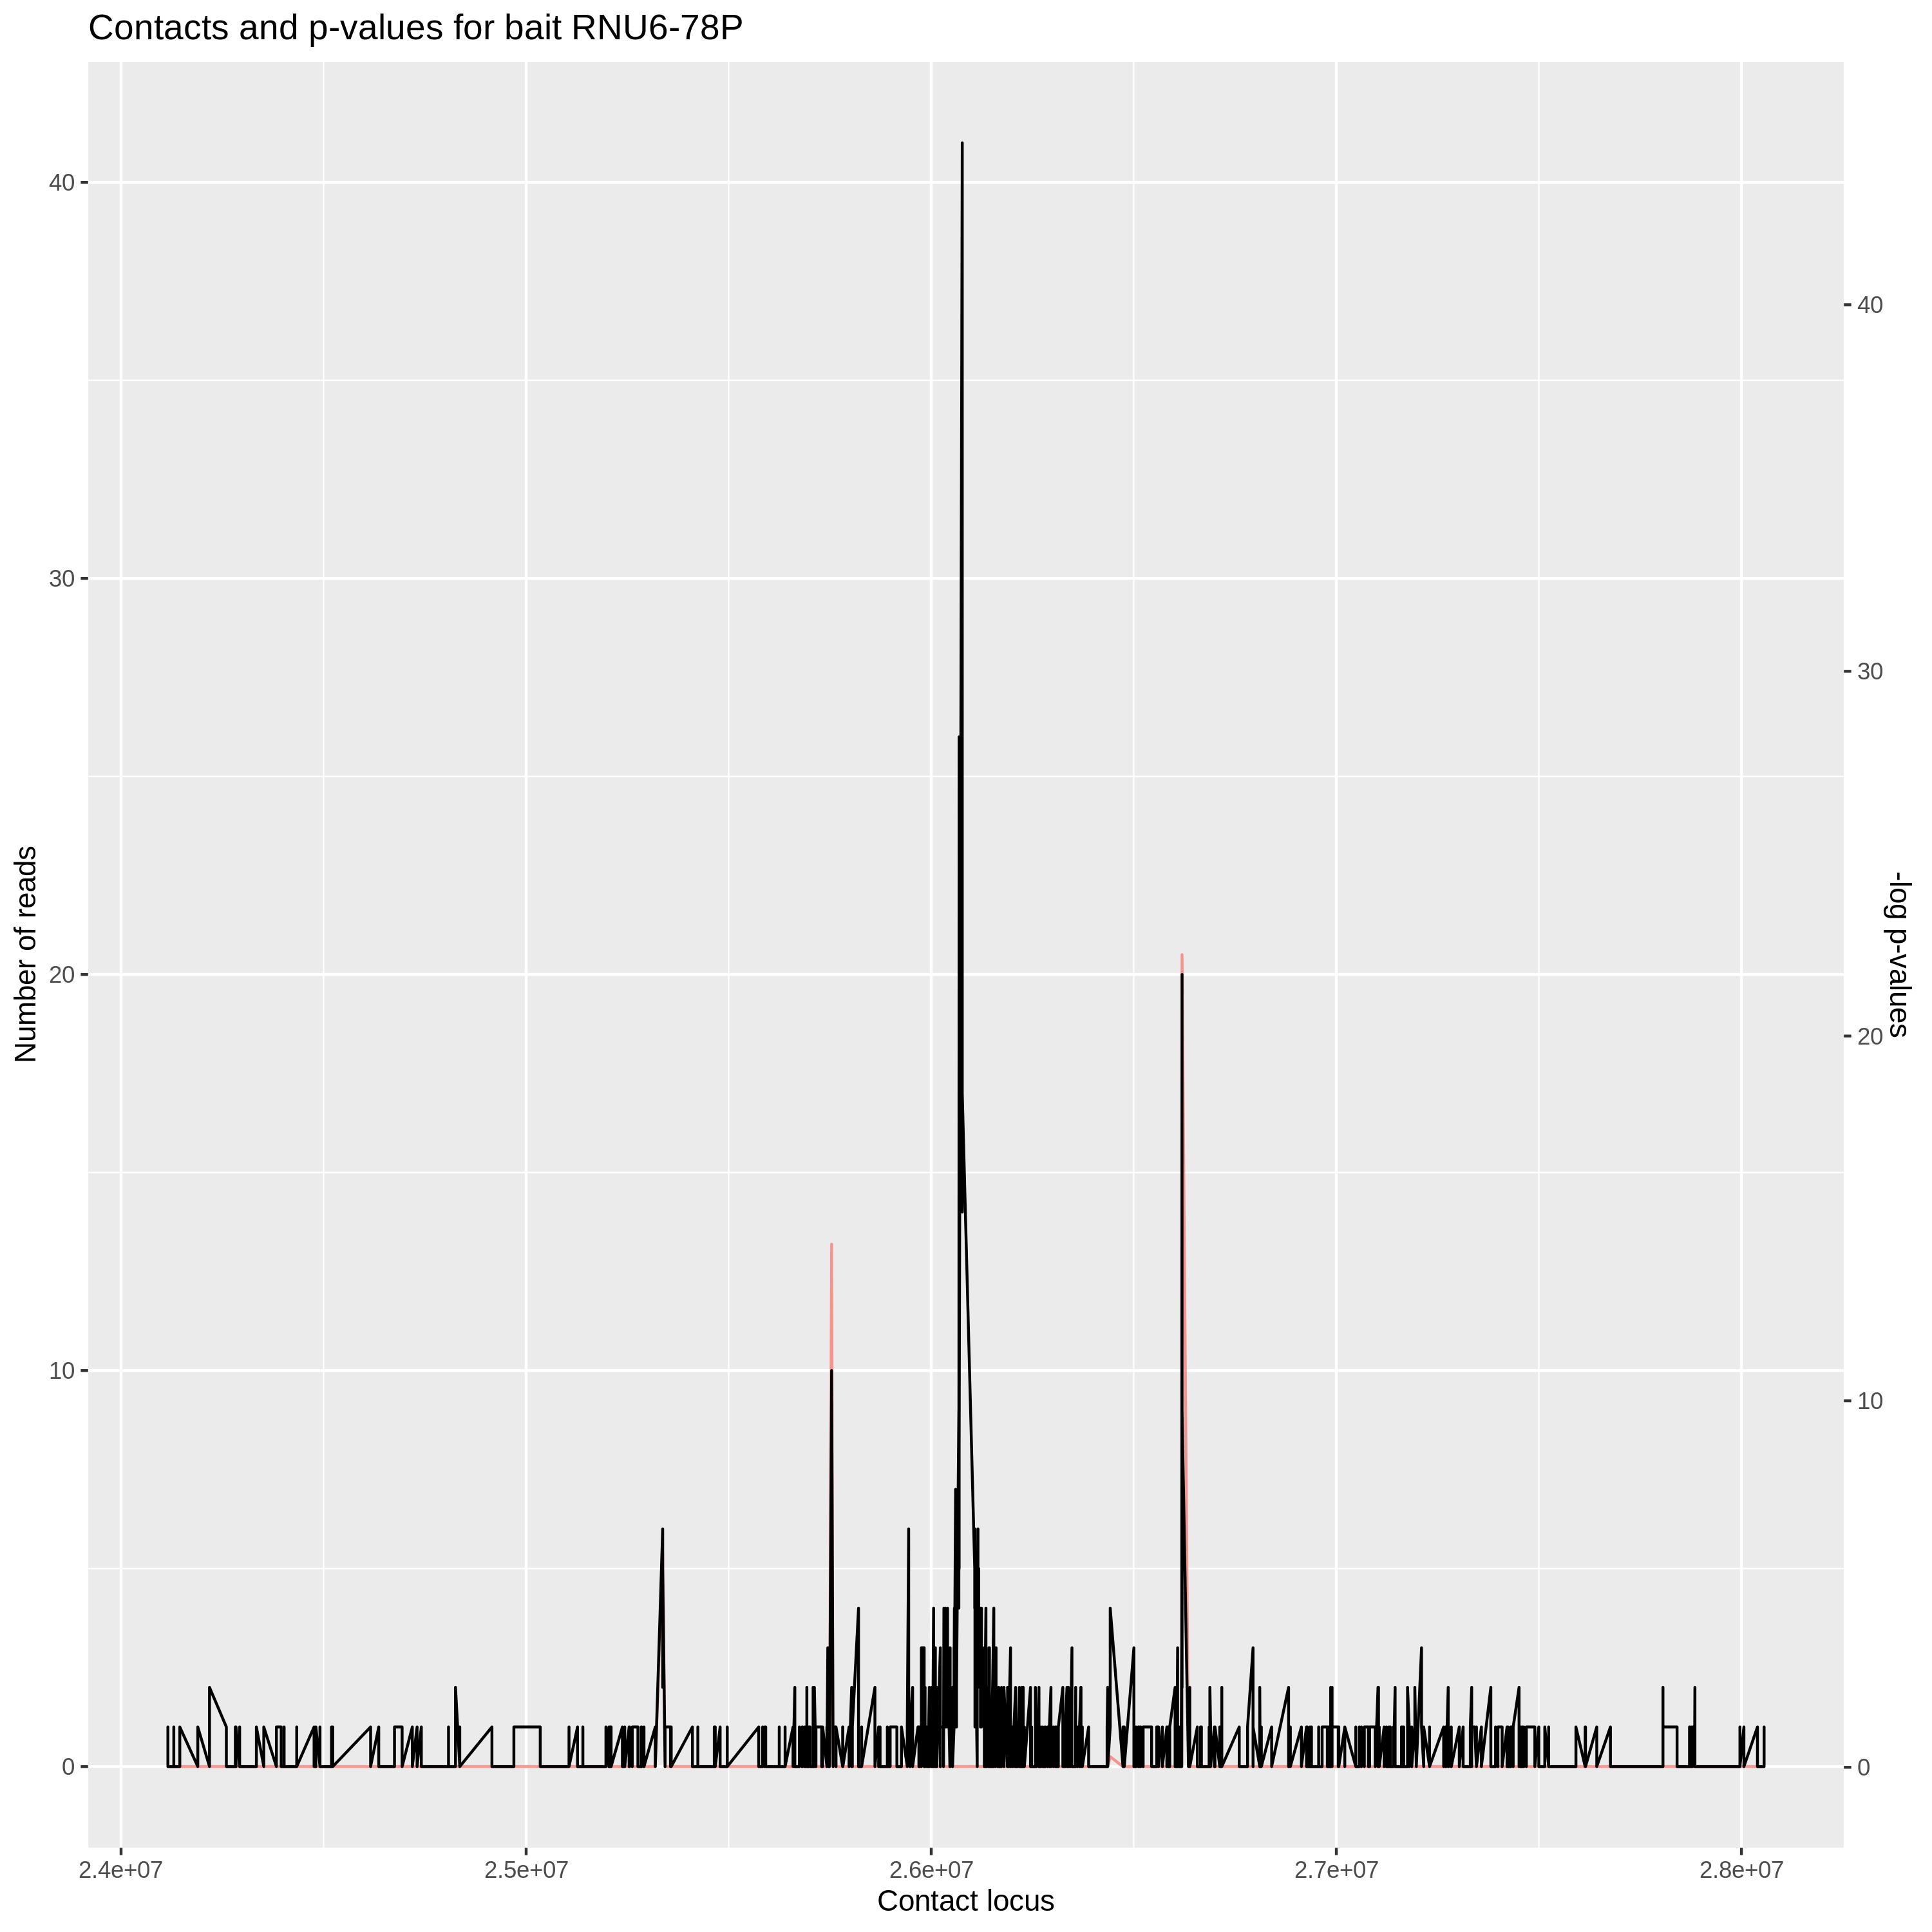 Contacts and p-values for bait RNU6-78P
40
30
20
10
0
Number of reads
40
30
20
10
0
-log p-values
2.4e+07 2.5e+07 2.6e+07 2.7e+07 2.8e+07
Contact locus